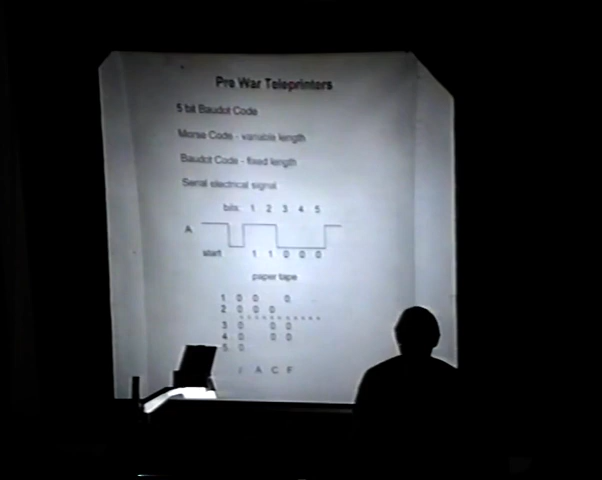 Pre War Teleprinters
5 bit Baudot Code
Morse Code - variable length
Baudot Code - fixed length
Serial electrical signal
bits 1 2 3 4 5
A
start 1 1 0 0 0
paper tape
1 0 0 0
2 0 0 0
3 0 0 0
4 0 0 0
5 0
/ A C F